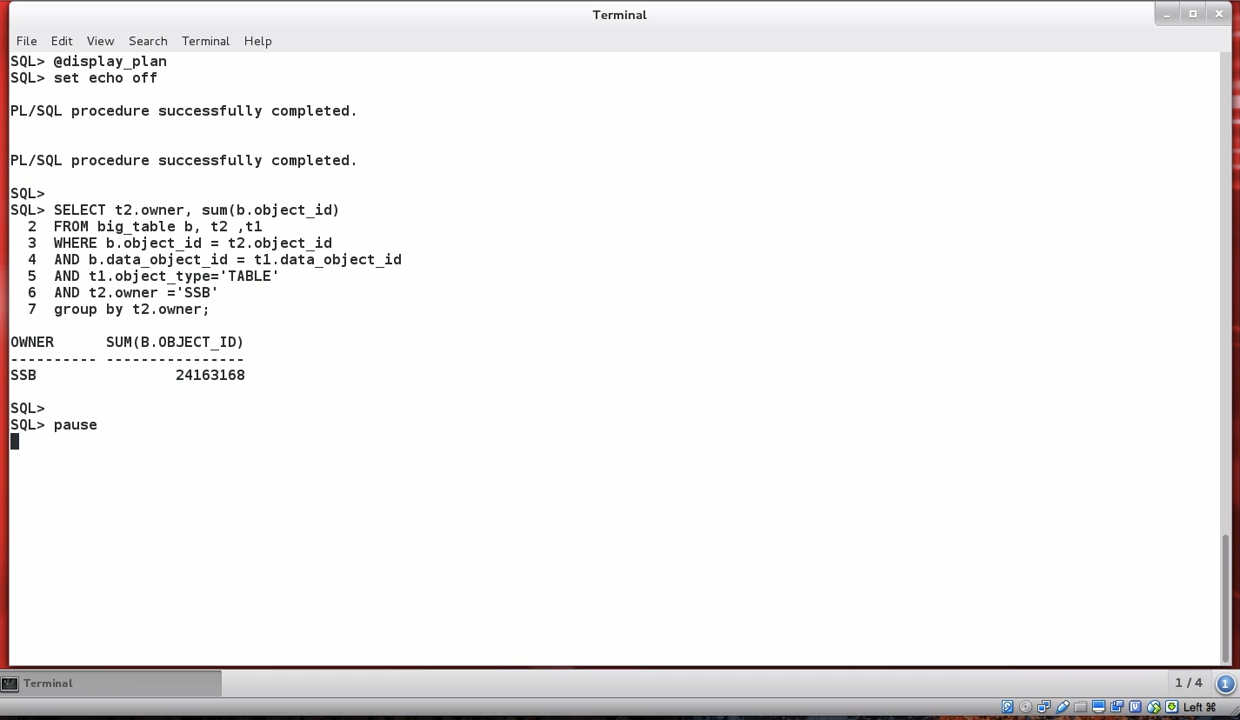 Terminal
File Edit View Search Terminal Help
SQL> @display_plan
SQL> set echo off
PL/SQL procedure successfully completed.
PL/SQL procedure successfully completed.
SQL>
SQL> SELECT t2.owner, sum(b.object_id)
  2  FROM big_table b, t2 ,t1
  3  WHERE b.object_id = t2.object_id
  4  AND b.data_object_id = t1.data_object_id
  5  AND t1.object_type='TABLE'
  6  AND t2.owner ='SSB'
  7  group by t2.owner;
OWNER      SUM(B.OBJECT_ID)
---------- ----------------
SSB                24163168
SQL>
SQL> pause
Terminal
1 / 4
1
Left ⌘